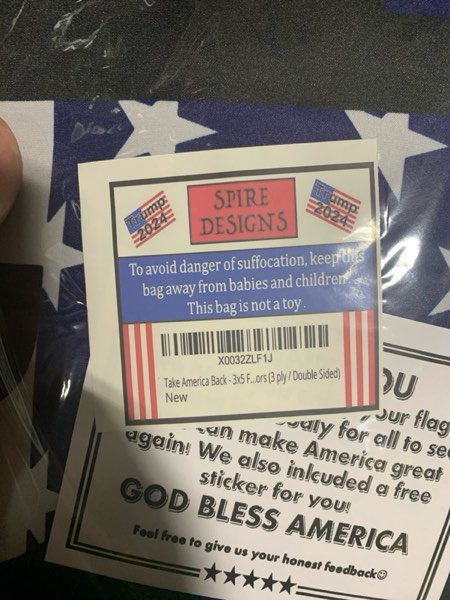 Trump
2024
SPIRE
DESIGNS
Trump
2024
To avoid danger of suffocation, keep this
bag away from babies and children.
This bag is not a toy.
X0032ZLF1J
Take America Back - 3x5 F...ors (3 ply / Double Sided)
New
OU
your flag
for all to see
can make America great
again! We also inlcuded a free
sticker for you!
GOD BLESS AMERICA
Feel free to give us your honest feedback☺